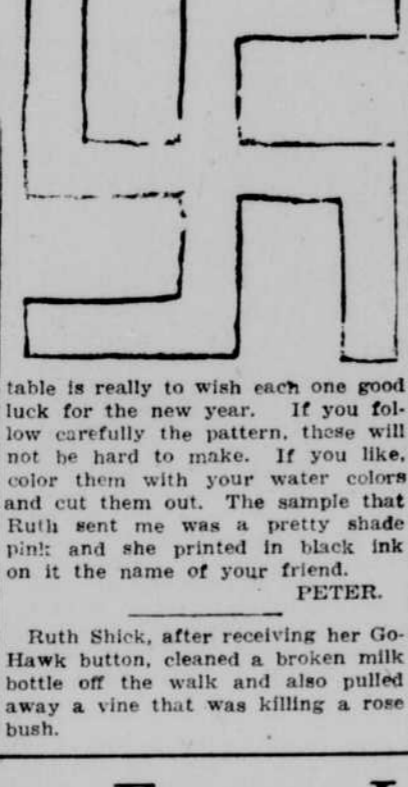 table is really to wish each one good
luck for the new year. If you fol-
low carefully the pattern, these will
not be hard to make. If you like,
color them with your water colors
and cut them out. The sample that
Ruth sent me was a pretty shade
pink and she printed in black ink
on it the name of your friend.
PETER.
Ruth Shick, after receiving her Go-
Hawk button, cleaned a broken milk
bottle off the walk and also pulled
away a vine that was killing a rose
bush.